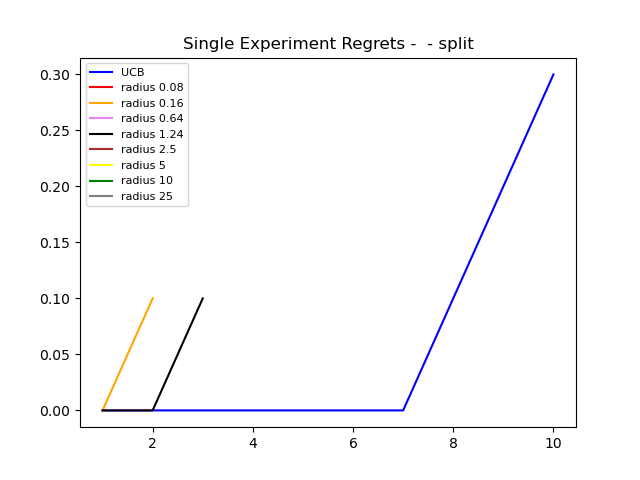 Single Experiment Regrets -  - split
UCB
radius 0.08
radius 0.16
radius 0.64
radius 1.24
radius 2.5
radius 5
radius 10
radius 25
0.30
0.25
0.20
0.15
0.10
0.05
0.00
2 4 6 8 10